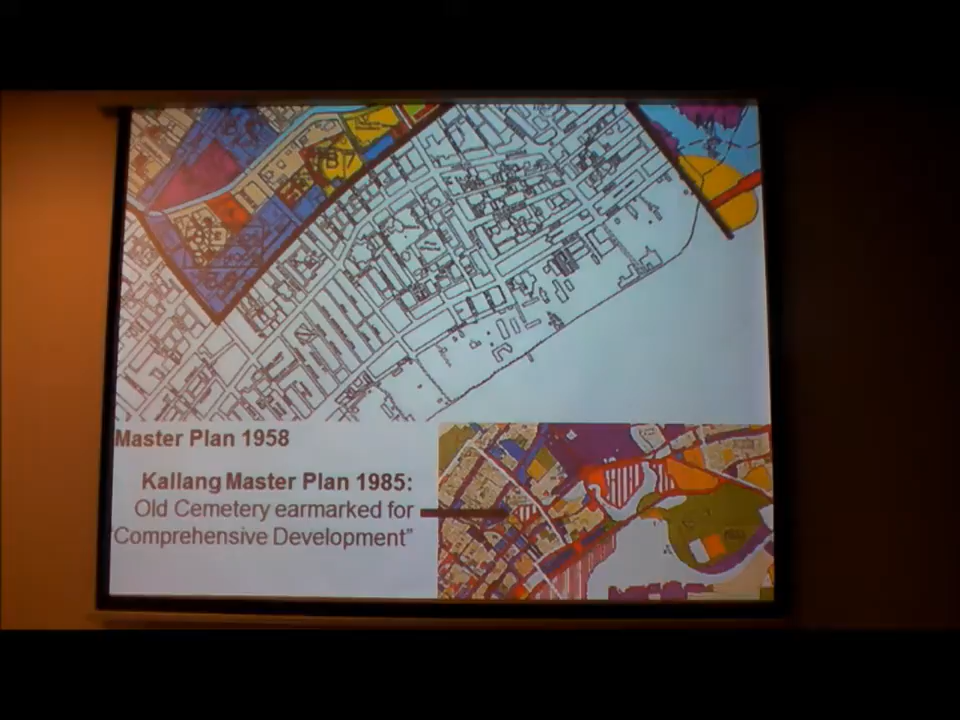 Master Plan 1958
Kallang Master Plan 1985:
Old Cemetery earmarked for
Comprehensive Development"